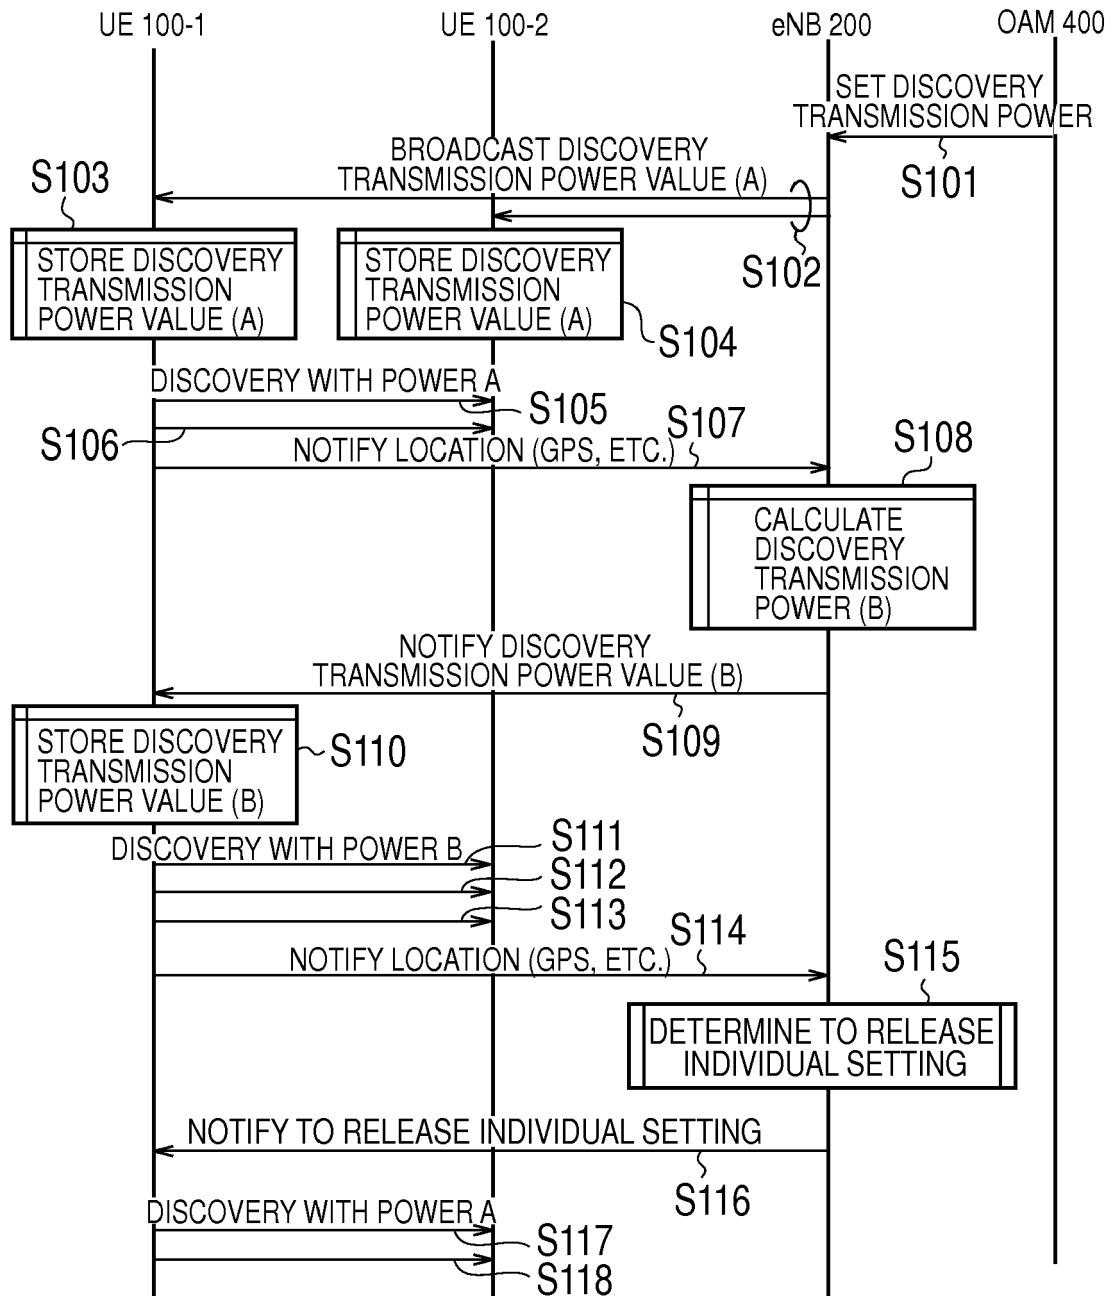 UE 100-1
UE 100-2
eNB 200
OAM 400
SET DISCOVERY
TRANSMISSION POWER
S101
BROADCAST DISCOVERY
TRANSMISSION POWER VALUE (A)
S102
S103
STORE DISCOVERY
TRANSMISSION
POWER VALUE (A)
STORE DISCOVERY
TRANSMISSION
POWER VALUE (A)
S104
DISCOVERY WITH POWER A
S105
S106
NOTIFY LOCATION (GPS, ETC.)
S107
S108
CALCULATE
DISCOVERY
TRANSMISSION
POWER (B)
NOTIFY DISCOVERY
TRANSMISSION POWER VALUE (B)
S109
STORE DISCOVERY
TRANSMISSION
POWER VALUE (B)
S110
DISCOVERY WITH POWER B
S111
S112
S113
NOTIFY LOCATION (GPS, ETC.)
S114
S115
DETERMINE TO RELEASE
INDIVIDUAL SETTING
NOTIFY TO RELEASE INDIVIDUAL SETTING
S116
DISCOVERY WITH POWER A
S117
S118